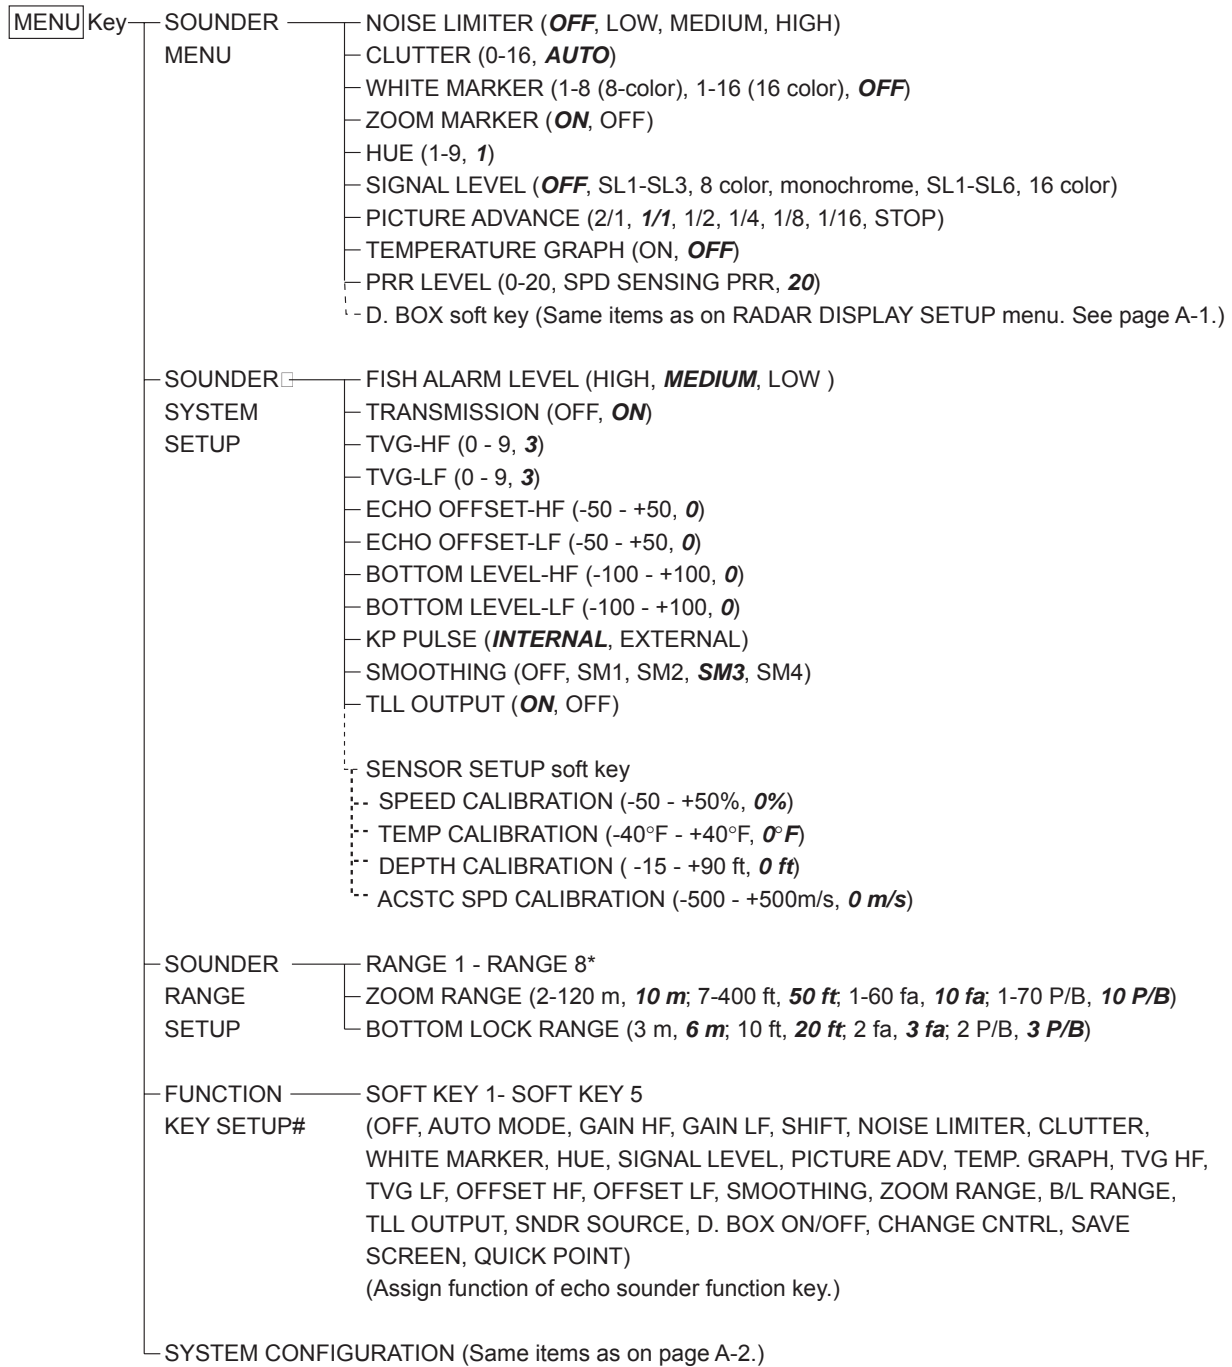 MENU Key SOUNDER NOISE LIMITER (OFF, LOW, MEDIUM, HIGH)
MENU CLUTTER (0-16, AUTO)
WHITE MARKER (1-8 (8-color), 1-16 (16 color), OFF)
ZOOM MARKER (ON, OFF)
HUE (1-9, 1)
SIGNAL LEVEL (OFF, SL1-SL3, 8 color, monochrome, SL1-SL6, 16 color)
PICTURE ADVANCE (2/1, 1/1, 1/2, 1/4, 1/8, 1/16, STOP)
TEMPERATURE GRAPH (ON, OFF)
PRR LEVEL (0-20, SPD SENSING PRR, 20)
D. BOX soft key (Same items as on RADAR DISPLAY SETUP menu. See page A-1.)
SOUNDER FISH ALARM LEVEL (HIGH, MEDIUM, LOW )
SYSTEM TRANSMISSION (OFF, ON)
SETUP TVG-HF (0 - 9, 3)
TVG-LF (0 - 9, 3)
ECHO OFFSET-HF (-50 - +50, 0)
ECHO OFFSET-LF (-50 - +50, 0)
BOTTOM LEVEL-HF (-100 - +100, 0)
BOTTOM LEVEL-LF (-100 - +100, 0)
KP PULSE (INTERNAL, EXTERNAL)
SMOOTHING (OFF, SM1, SM2, SM3, SM4)
TLL OUTPUT (ON, OFF)
SENSOR SETUP soft key
SPEED CALIBRATION (-50 - +50%, 0%)
TEMP CALIBRATION (-40°F - +40°F, 0°F)
DEPTH CALIBRATION ( -15 - +90 ft, 0 ft)
ACSTC SPD CALIBRATION (-500 - +500m/s, 0 m/s)
SOUNDER RANGE 1 - RANGE 8*
RANGE ZOOM RANGE (2-120 m, 10 m; 7-400 ft, 50 ft; 1-60 fa, 10 fa; 1-70 P/B, 10 P/B)
SETUP BOTTOM LOCK RANGE (3 m, 6 m; 10 ft, 20 ft; 2 fa, 3 fa; 2 P/B, 3 P/B)
FUNCTION SOFT KEY 1- SOFT KEY 5
KEY SETUP# (OFF, AUTO MODE, GAIN HF, GAIN LF, SHIFT, NOISE LIMITER, CLUTTER,
WHITE MARKER, HUE, SIGNAL LEVEL, PICTURE ADV, TEMP. GRAPH, TVG HF,
TVG LF, OFFSET HF, OFFSET LF, SMOOTHING, ZOOM RANGE, B/L RANGE,
TLL OUTPUT, SNDR SOURCE, D. BOX ON/OFF, CHANGE CNTRL, SAVE
SCREEN, QUICK POINT)
(Assign function of echo sounder function key.)
SYSTEM CONFIGURATION (Same items as on page A-2.)